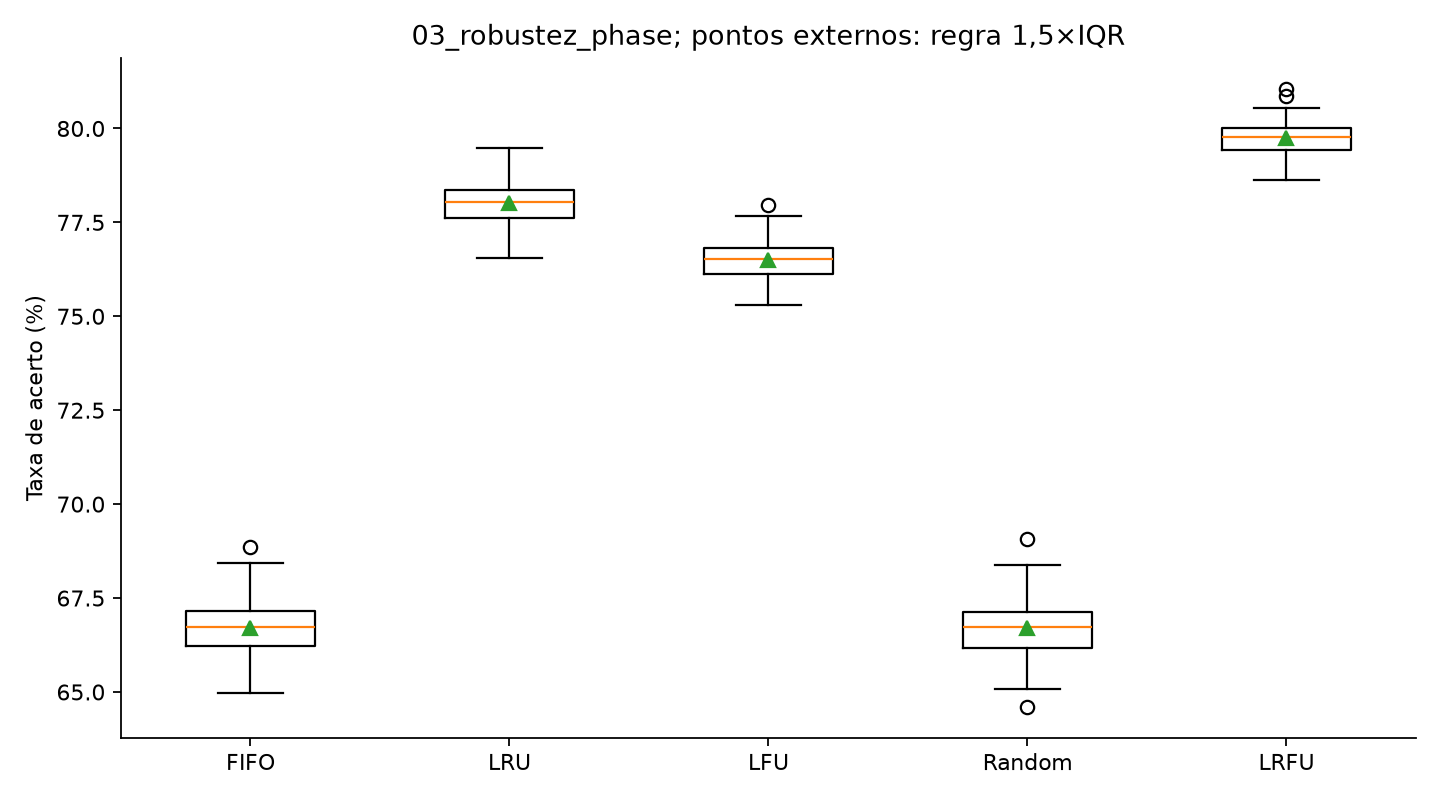 03_robustez_phase; pontos externos: regra 1,5×IQR
Taxa de acerto (%)
80.0
77.5
75.0
72.5
70.0
67.5
65.0
FIFO
LRU
LFU
Random
LRFU